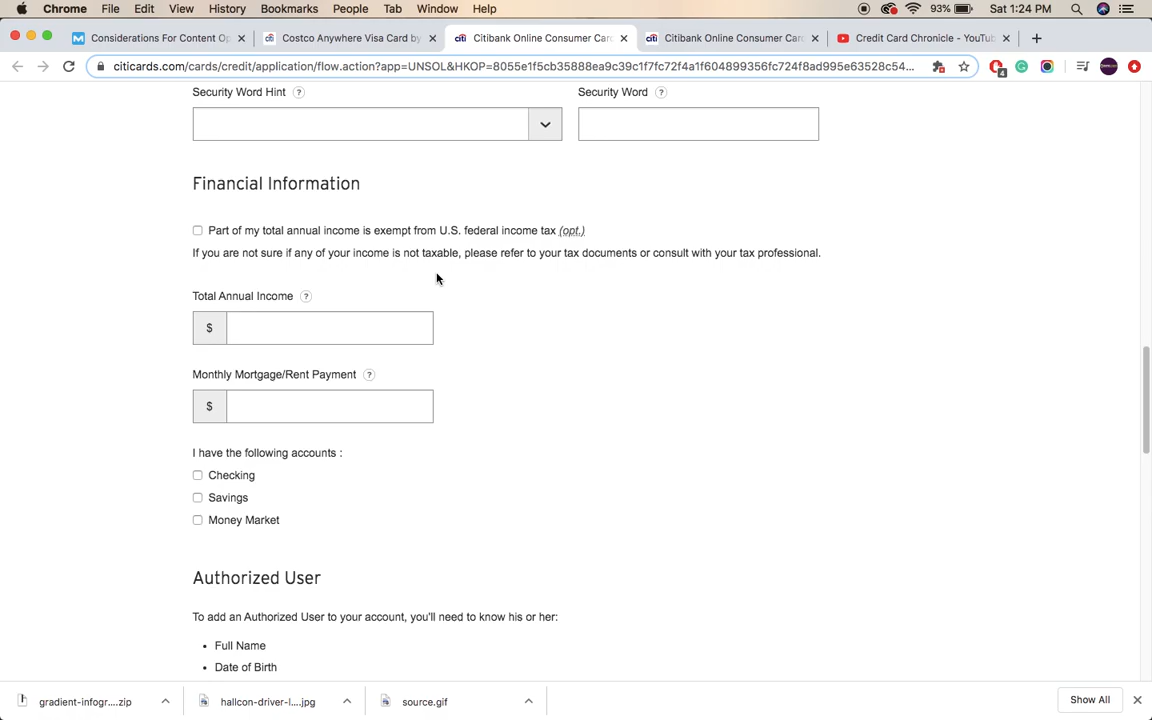 Chrome File Edit View History Bookmarks People Tab Window Help 93% Sat 1:24 PM
Considerations For Content Op Costco Anywhere Visa Card by Citibank Online Consumer Card Citibank Online Consumer Card Credit Card Chronicle - YouTub
citicards.com/cards/credit/application/flow.action?app=UNSOL&HKOP=8055e1f5cb35888ea9c39c1f7fc72f4a1f604899356fc724f8ad995e63528c54... 4
Security Word Hint ? Security Word ?
Financial Information
Part of my total annual income is exempt from U.S. federal income tax (opt.)
If you are not sure if any of your income is not taxable, please refer to your tax documents or consult with your tax professional.
Total Annual Income ?
$
Monthly Mortgage/Rent Payment ?
$
I have the following accounts :
Checking
Savings
Money Market
Authorized User
To add an Authorized User to your account, you'll need to know his or her:
• Full Name
• Date of Birth
gradient-infogr....zip hallcon-driver-l....jpg source.gif Show All